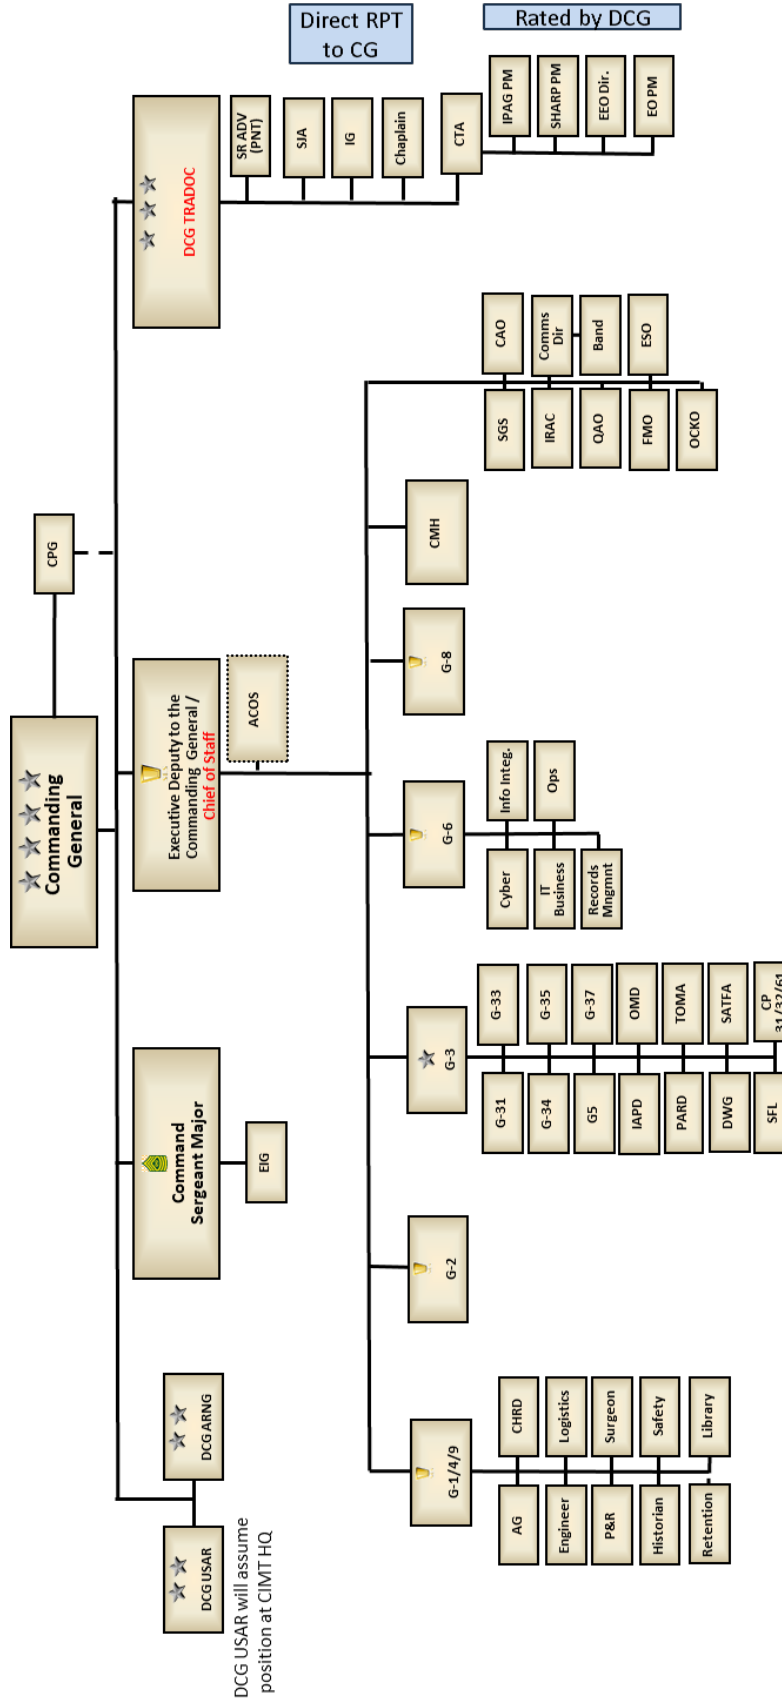 Commanding
General
CPG
DCG USAR
DCG ARNG
DCG USAR will assume
position at CIMT HQ
Command
Sergeant Major
EIG
Executive Deputy to the
Commanding General /
Chief of Staff
ACOS
DCG TRADOC
SR ADV
(PNT)
SJA
IG
Chaplain
CTA
IPAG PM
SHARP PM
EEO Dir.
EO PM
Direct RPT
to CG
Rated by DCG
G-1/4/9
AG
CHRD
Engineer
Logistics
P&R
Surgeon
Historian
Safety
Retention
Library
G-2
G-3
G-31
G-33
G-34
G-35
G5
G-37
IAPD
OMD
PARD
TOMA
DWG
SATFA
SFL
CP
31/32/61
G-6
Cyber
Info Integ.
IT
Business
Ops
Records
Mngmnt
G-8
CMH
SGS
CAO
IRAC
Comms
Dir
QAO
Band
FMO
ESO
OCKO